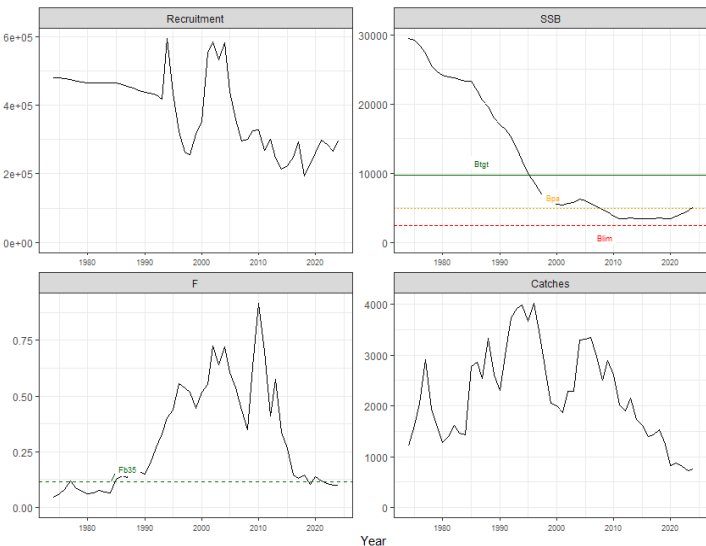 Recruitment
SSB
6e+05
4e+05
2e+05
0e+00
30000
20000
10000
0
Btgt
Bpa
Blim
1980 1990 2000 2010 2020
1980 1990 2000 2010 2020
F
Catches
0.75
0.50
0.25
0.00
4000
3000
2000
1000
0
Fb35
1980 1990 2000 2010 2020
1980 1990 2000 2010 2020
Year